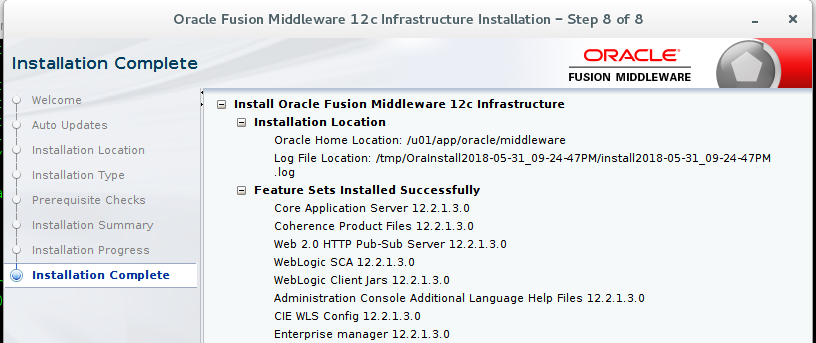 Oracle Fusion Middleware 12c Infrastructure Installation – Step 8 of 8
Installation Complete
ORACLE
FUSION MIDDLEWARE
Welcome
Auto Updates
Installation Location
Installation Type
Prerequisite Checks
Installation Summary
Installation Progress
Installation Complete
Install Oracle Fusion Middleware 12c Infrastructure
Installation Location
Oracle Home Location: /u01/app/oracle/middleware
Log File Location: /tmp/OraInstall2018-05-31_09-24-47PM/install2018-05-31_09-24-47PM
.log
Feature Sets Installed Successfully
Core Application Server 12.2.1.3.0
Coherence Product Files 12.2.1.3.0
Web 2.0 HTTP Pub-Sub Server 12.2.1.3.0
WebLogic SCA 12.2.1.3.0
WebLogic Client Jars 12.2.1.3.0
Administration Console Additional Language Help Files 12.2.1.3.0
CIE WLS Config 12.2.1.3.0
Enterprise manager 12.2.1.3.0